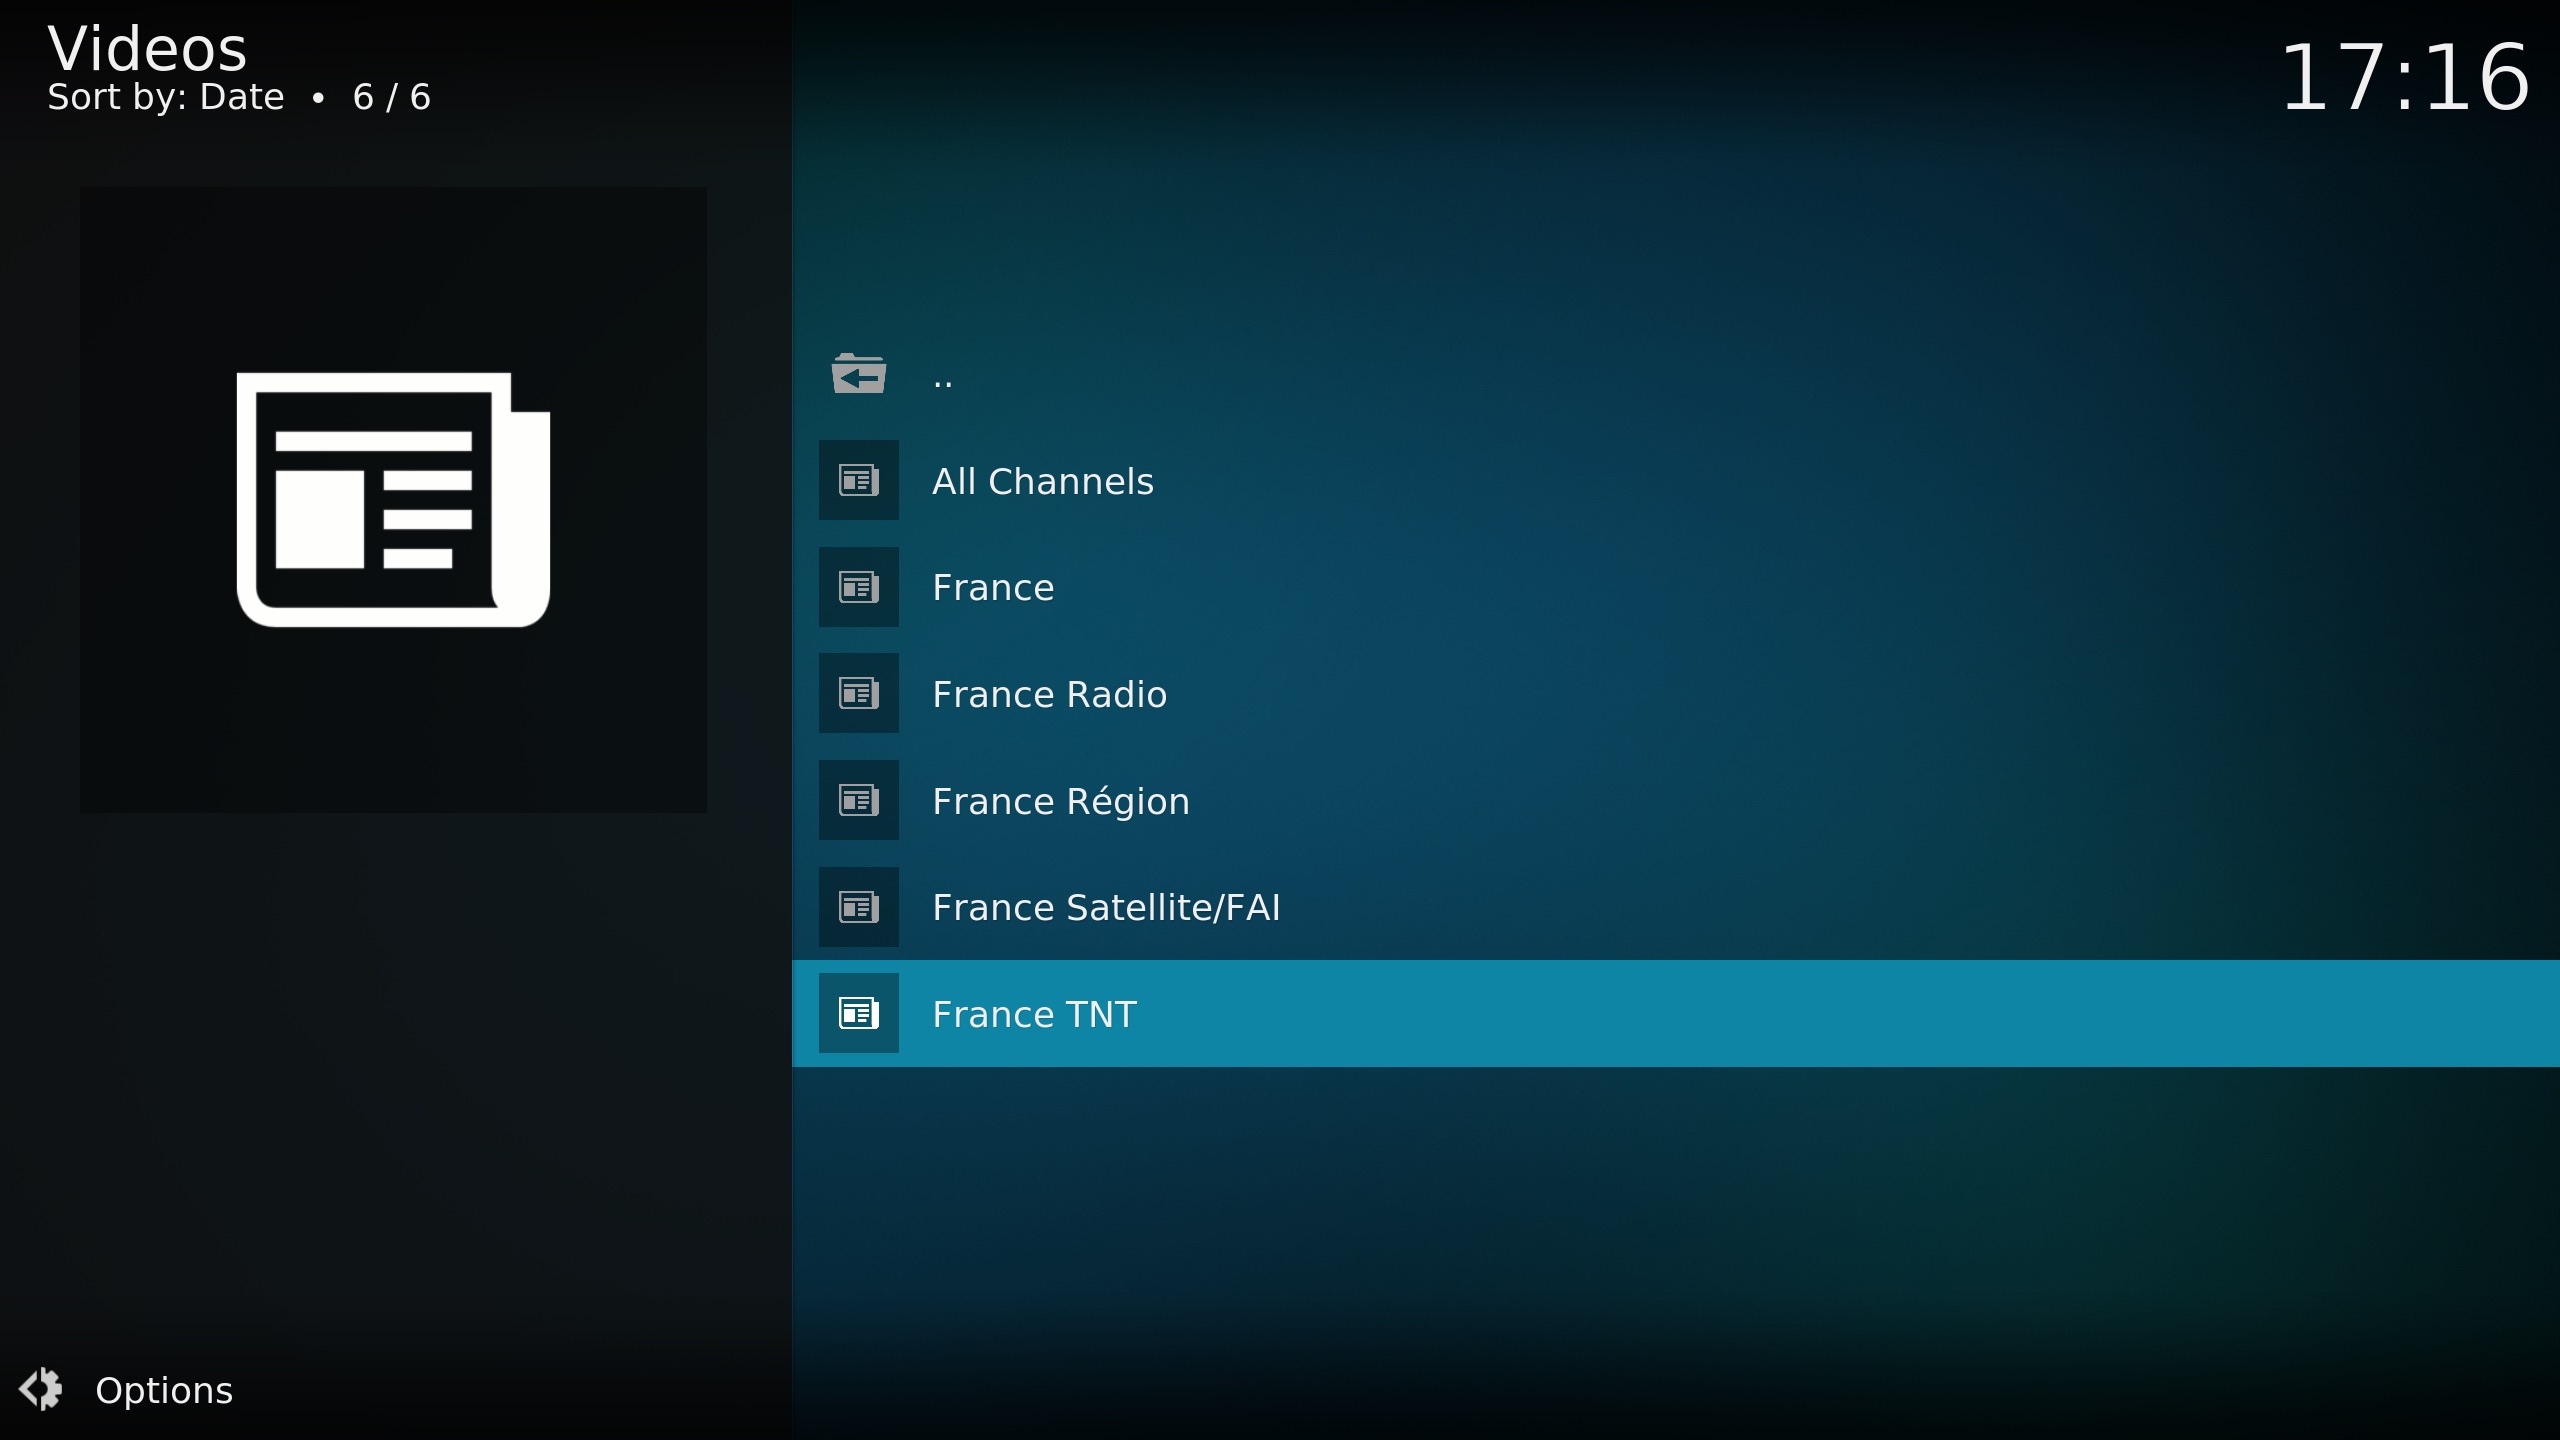 Videos
Sort by: Date • 6 / 6
17:16
..
All Channels
France
France Radio
France Région
France Satellite/FAI
France TNT
Options